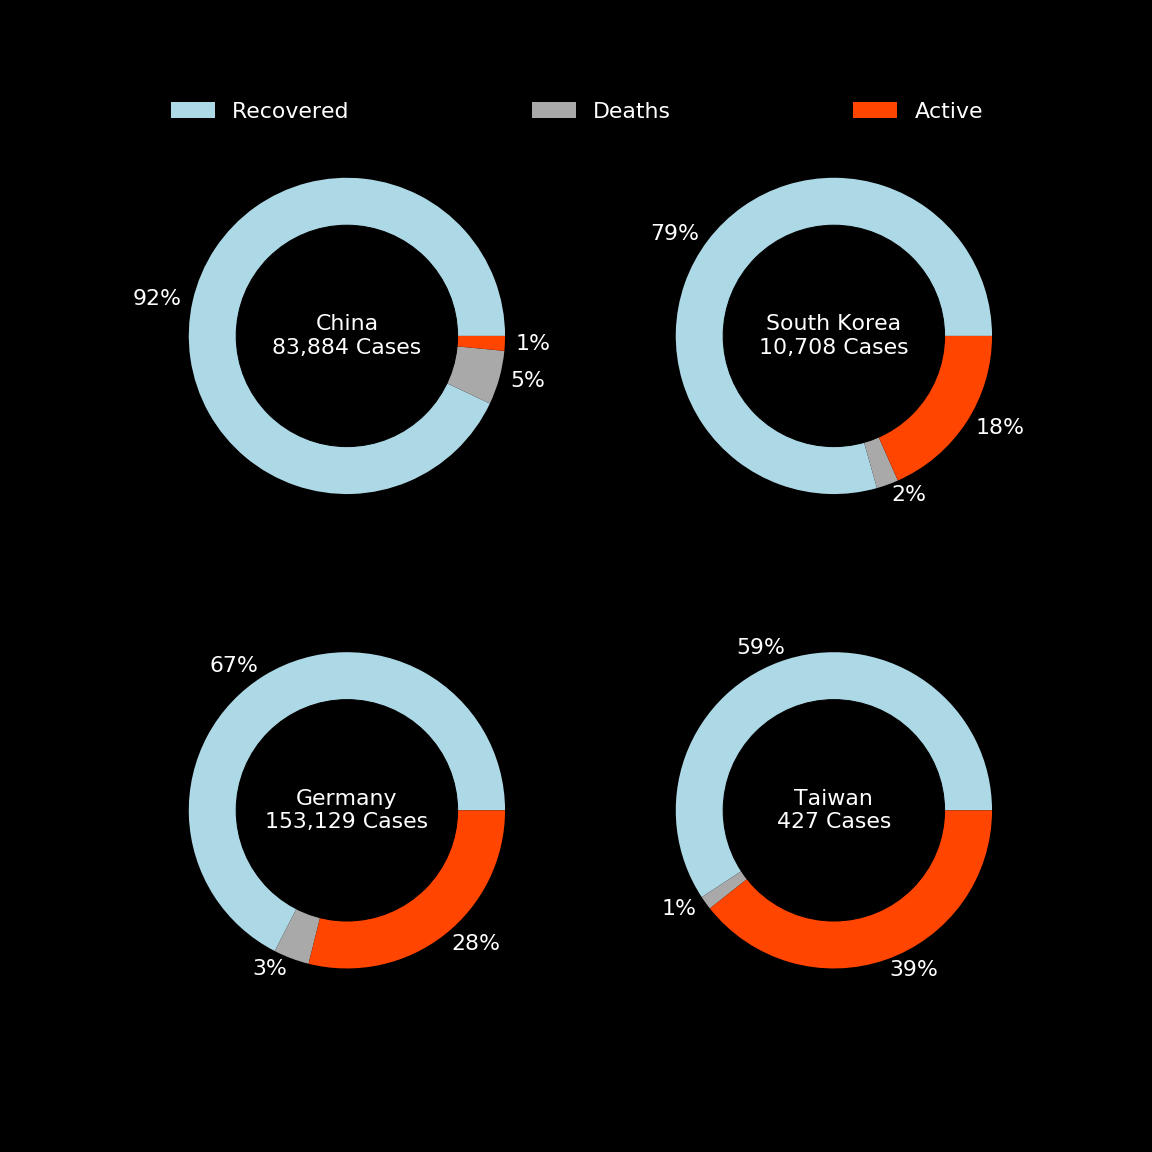 Recovered
Deaths
Active
92%
China
83,884 Cases
1%
5%
79%
South Korea
10,708 Cases
18%
2%
67%
Germany
153,129 Cases
28%
3%
59%
Taiwan
427 Cases
1%
39%